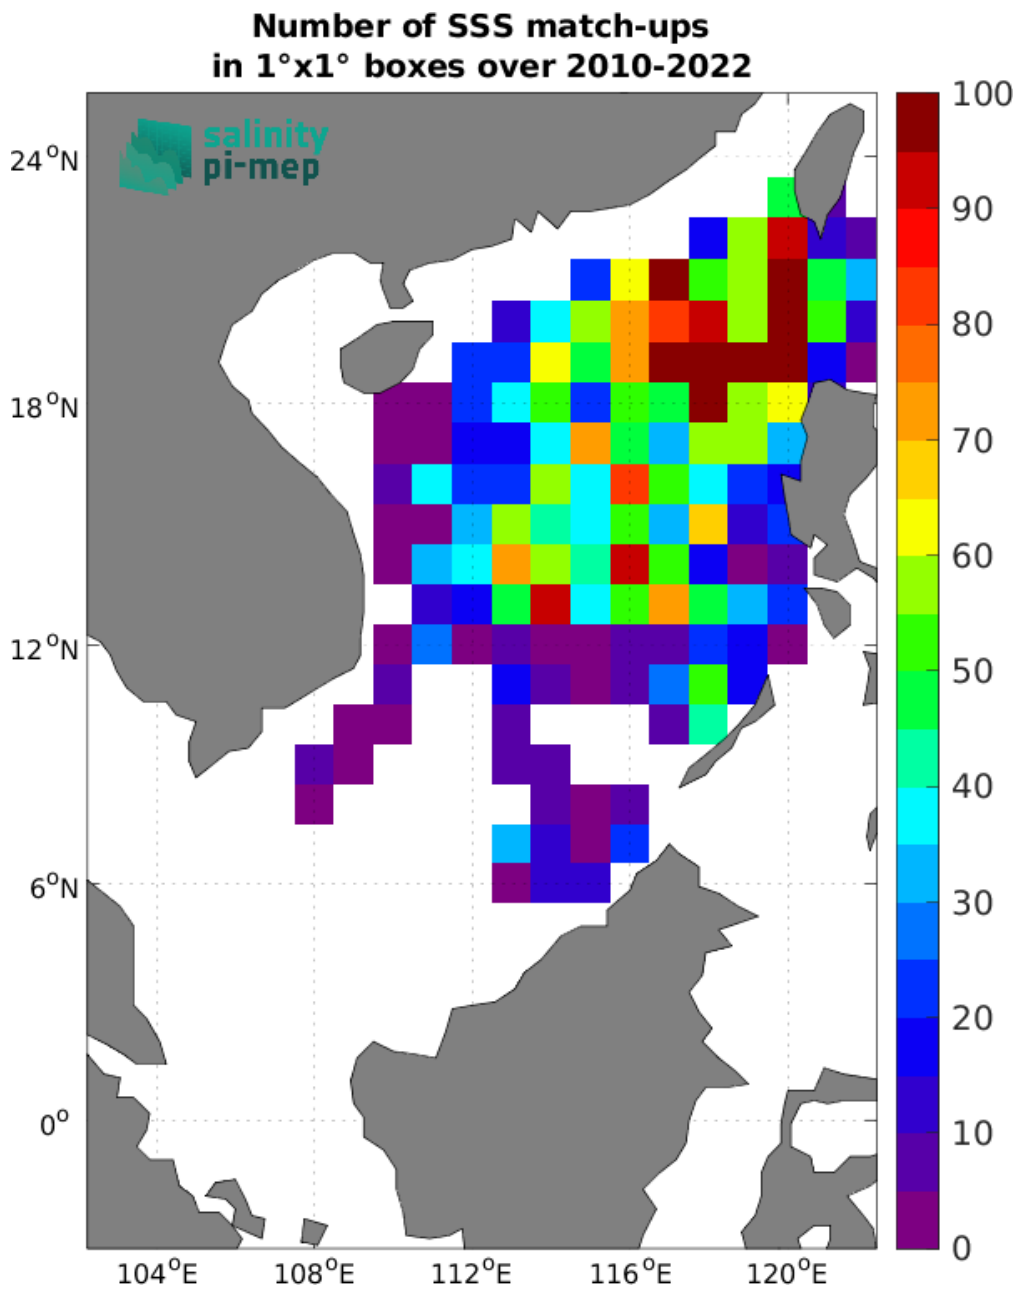 Number of SSS match-ups
in 1°x1° boxes over 2010-2022
salinity
pi-mep
24°N
18°N
12°N
6°N
0°
104°E
108°E
112°E
116°E
120°E
100
90
80
70
60
50
40
30
20
10
0